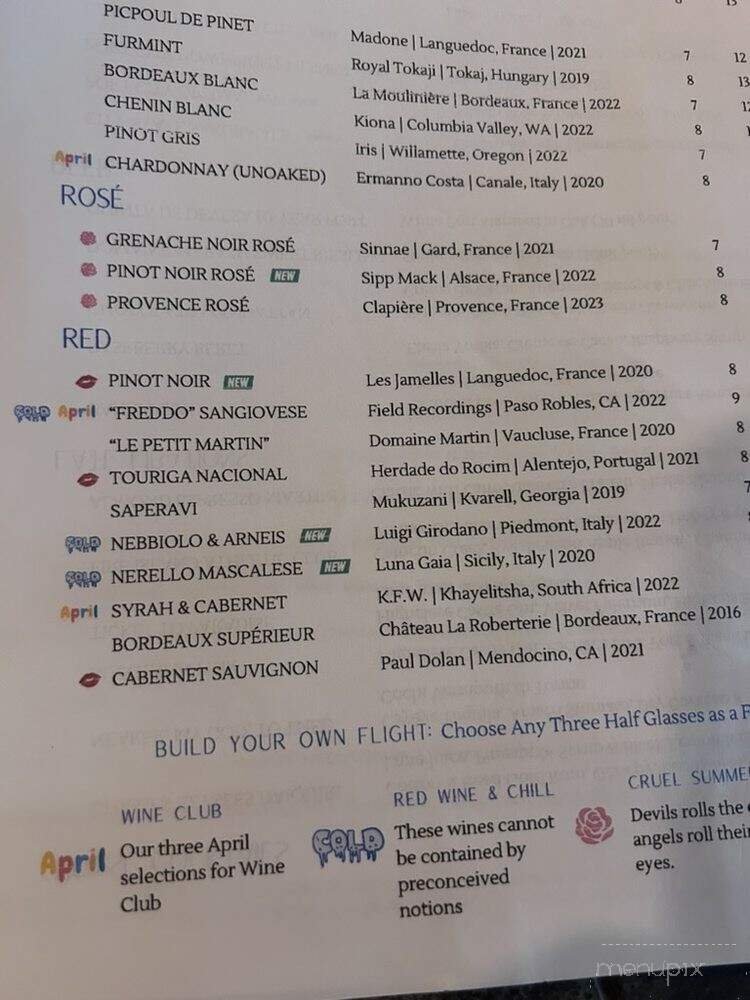 PICPOUL DE PINET Madone | Languedoc, France | 2021 7 12
FURMINT Royal Tokaji | Tokaj, Hungary | 2019 8 13
BORDEAUX BLANC La Moulinière | Bordeaux, France | 2022 7
CHENIN BLANC Kiona | Columbia Valley, WA | 2022 8
PINOT GRIS Iris | Willamette, Oregon | 2022 7
April CHARDONNAY (UNOAKED) Ermanno Costa | Canale, Italy | 2020 8
ROSÉ
GRENACHE NOIR ROSÉ Sinnae | Gard, France | 2021 7
PINOT NOIR ROSÉ NEW Sipp Mack | Alsace, France | 2022 8
PROVENCE ROSÉ Clapière | Provence, France | 2023 8
RED
PINOT NOIR NEW Les Jamelles | Languedoc, France | 2020 8
COLD April "FREDDO" SANGIOVESE Field Recordings | Paso Robles, CA | 2022 9
"LE PETIT MARTIN" Domaine Martin | Vaucluse, France | 2020 8
TOURIGA NACIONAL Herdade do Rocim | Alentejo, Portugal | 2021 8
SAPERAVI Mukuzani | Kvarell, Georgia | 2019 7
COLD NEBBIOLO & ARNEIS NEW Luigi Girodano | Piedmont, Italy | 2022
COLD NERELLO MASCALESE NEW Luna Gaia | Sicily, Italy | 2020
April SYRAH & CABERNET K.F.W. | Khayelitsha, South Africa | 2022
BORDEAUX SUPÉRIEUR Château La Roberterie | Bordeaux, France | 2016
CABERNET SAUVIGNON Paul Dolan | Mendocino, CA | 2021
BUILD YOUR OWN FLIGHT: Choose Any Three Half Glasses as a F
WINE CLUB
April Our three April
selections for Wine
Club
RED WINE & CHILL
COLD These wines cannot
be contained by
preconceived
notions
CRUEL SUMME
Devils rolls the
angels roll their
eyes.
menupix